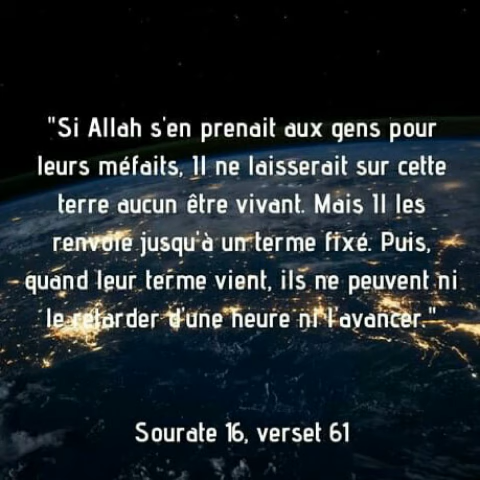 "Si Allah s'en prenait aux gens pour
leurs méfaits, Il ne laisserait sur cette
terre aucun être vivant. Mais Il les
renvoie jusqu'à un terme fixé. Puis,
quand leur terme vient, ils ne peuvent ni
le retarder d'une heure ni l'avancer."
Sourate 16, verset 61